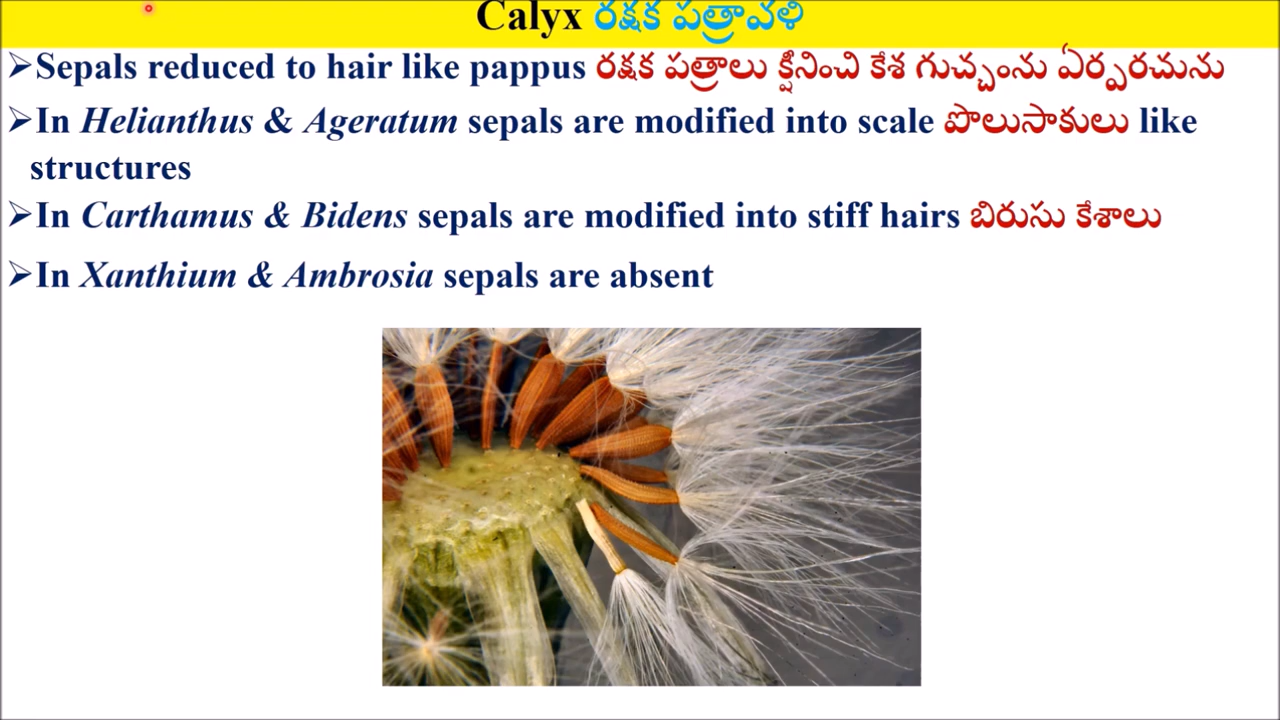 Calyx రక్షక పత్రావళి
➢Sepals reduced to hair like pappus రక్షక పత్రాలు క్షీనించి కేశ గుచ్ఛంను ఏర్పరచును
➢In Helianthus & Ageratum sepals are modified into scale పొలుసాకులు like
structures
➢In Carthamus & Bidens sepals are modified into stiff hairs బిరుసు కేశాలు
➢In Xanthium & Ambrosia sepals are absent